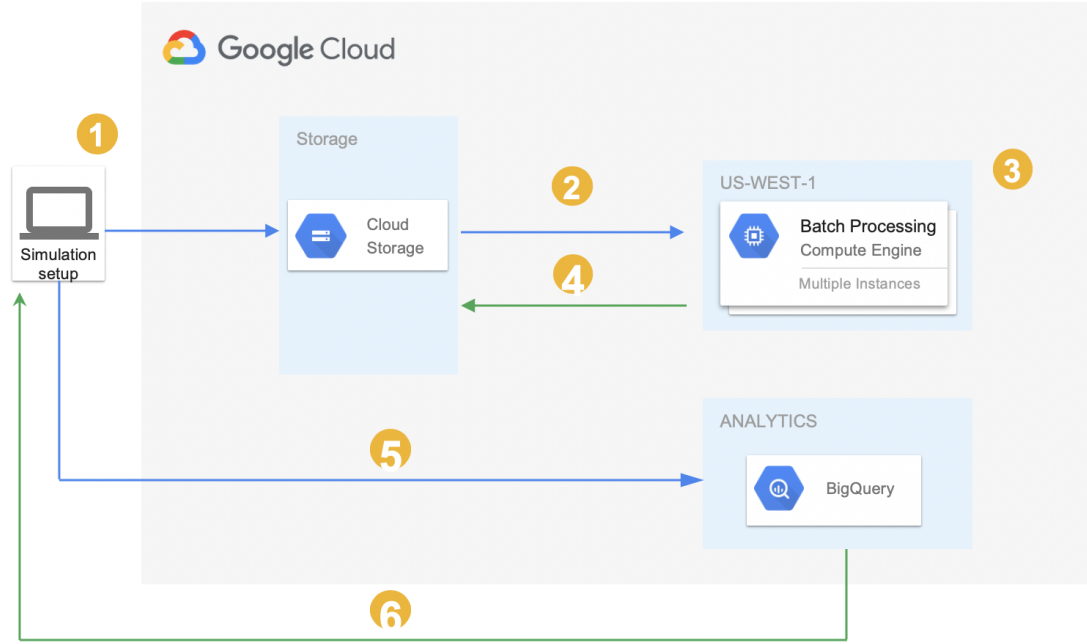 Google Cloud
1
Storage
2
3
US-WEST-1
Simulation
setup
Cloud
Storage
Batch Processing
Compute Engine
Multiple Instances
4
ANALYTICS
5
BigQuery
6